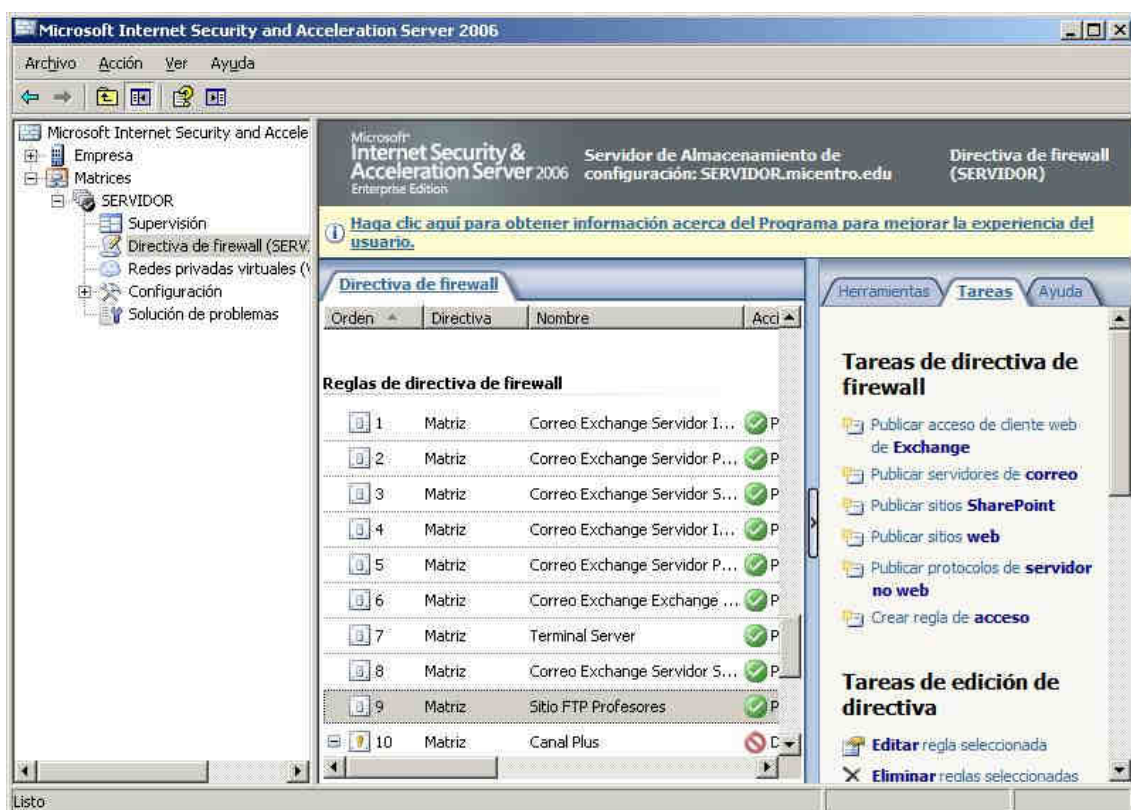 Microsoft Internet Security and Acceleration Server 2006
Archivo Acción Ver Ayuda
Microsoft Internet Security and Accele
Empresa
Matrices
SERVIDOR
Supervisión
Directiva de firewall (SERV
Redes privadas virtuales (
Configuración
Solución de problemas
Microsoft
Internet Security &
Acceleration Server 2006
Enterprise Edition
Servidor de Almacenamiento de
configuración: SERVIDOR.micentro.edu
Directiva de firewall
(SERVIDOR)
Haga clic aquí para obtener información acerca del Programa para mejorar la experiencia del
usuario.
Directiva de firewall
Orden Directiva Nombre Acci
Reglas de directiva de firewall
1 Matriz Correo Exchange Servidor I... P
2 Matriz Correo Exchange Servidor P... P
3 Matriz Correo Exchange Servidor S... P
4 Matriz Correo Exchange Servidor I... P
5 Matriz Correo Exchange Servidor P... P
6 Matriz Correo Exchange Exchange ... P
7 Matriz Terminal Server P
8 Matriz Correo Exchange Servidor S... P
9 Matriz Sitio FTP Profesores P
10 Matriz Canal Plus D
Herramientas Tareas Ayuda
Tareas de directiva de
firewall
Publicar acceso de cliente web
de Exchange
Publicar servidores de correo
Publicar sitios SharePoint
Publicar sitios web
Publicar protocolos de servidor
no web
Crear regla de acceso
Tareas de edición de
directiva
Editar regla seleccionada
Eliminar reglas seleccionadas
Listo